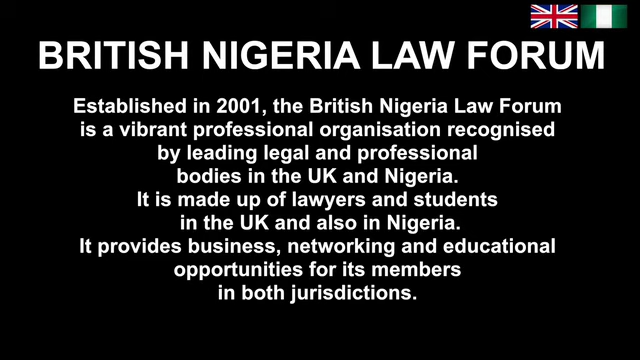 BRITISH NIGERIA LAW FORUM
Established in 2001, the British Nigeria Law Forum
is a vibrant professional organisation recognised
by leading legal and professional
bodies in the UK and Nigeria.
It is made up of lawyers and students
in the UK and also in Nigeria.
It provides business, networking and educational
opportunities for its members
in both jurisdictions.